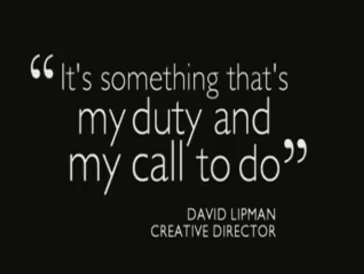 “It's something that's
my duty and
my call to do”
DAVID LIPMAN
CREATIVE DIRECTOR